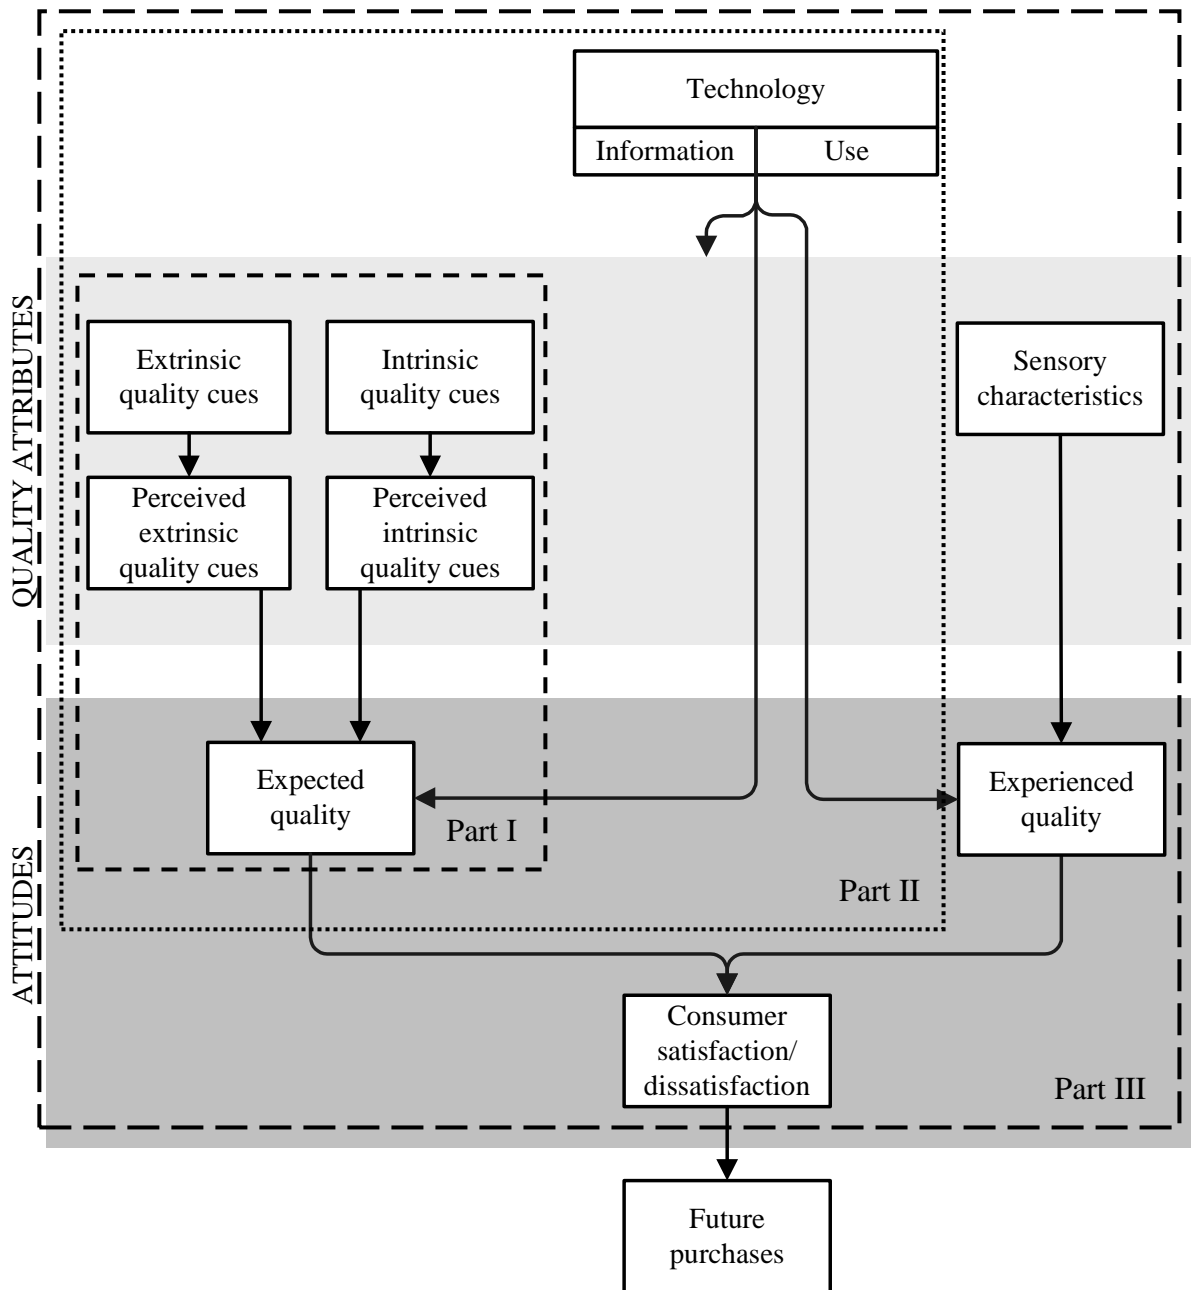 Technology
Information
Use
QUALITY ATTRIBUTES
Extrinsic
quality cues
Intrinsic
quality cues
Sensory
characteristics
Perceived
extrinsic
quality cues
Perceived
intrinsic
quality cues
ATTITUDES
Expected
quality
Part I
Experienced
quality
Part II
Consumer
satisfaction/
dissatisfaction
Part III
Future
purchases